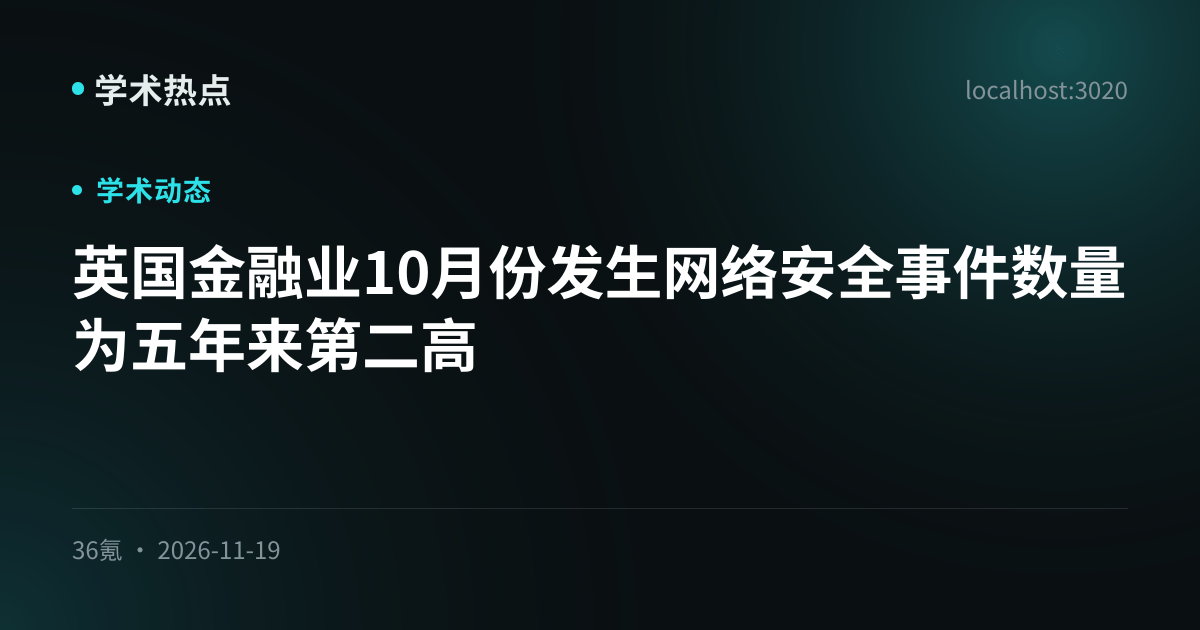 学术热点
localhost:3020
学术动态
英国金融业10月份发生网络安全事件数量
为五年来第二高
36氪 · 2026-11-19